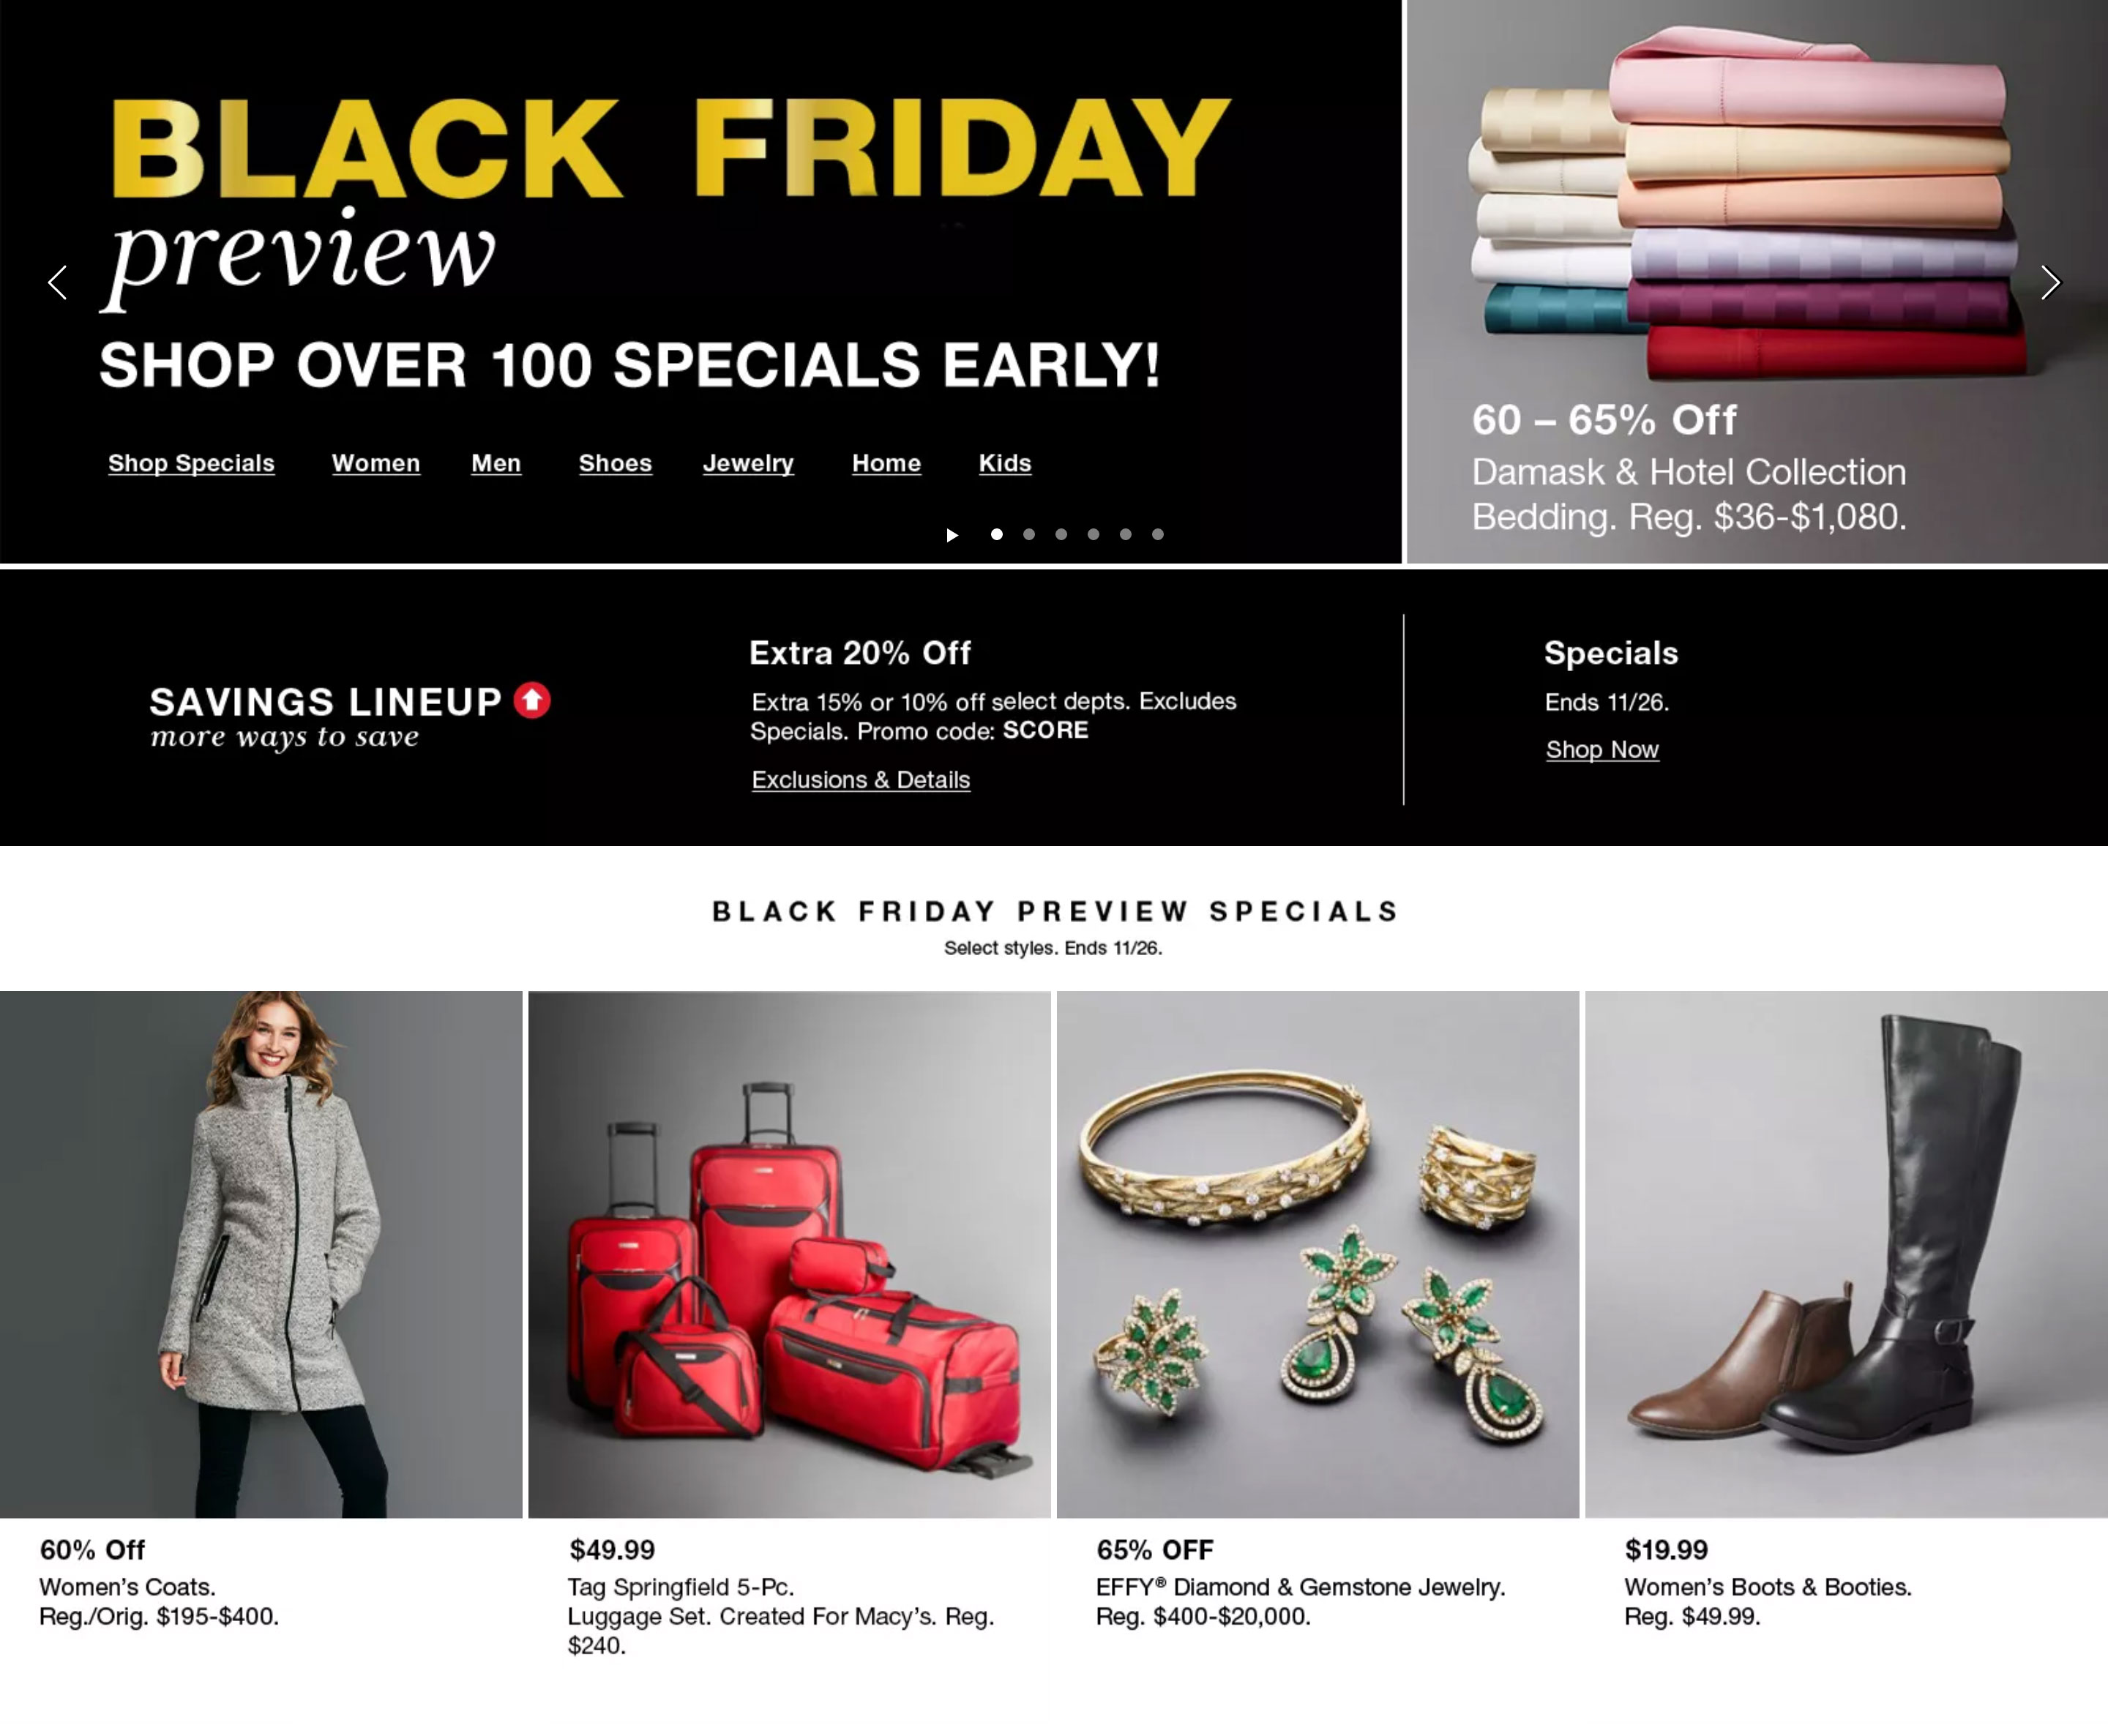 BLACK FRIDAY
preview
SHOP OVER 100 SPECIALS EARLY!
Shop Specials Women Men Shoes Jewelry Home Kids
60 – 65% Off
Damask & Hotel Collection
Bedding. Reg. $36-$1,080.
SAVINGS LINEUP
more ways to save
Extra 20% Off
Extra 15% or 10% off select depts. Excludes
Specials. Promo code: SCORE
Exclusions & Details
Specials
Ends 11/26.
Shop Now
BLACK FRIDAY PREVIEW SPECIALS
Select styles. Ends 11/26.
60% Off
Women’s Coats.
Reg./Orig. $195-$400.
$49.99
Tag Springfield 5-Pc.
Luggage Set. Created For Macy’s. Reg.
$240.
65% OFF
EFFY® Diamond & Gemstone Jewelry.
Reg. $400-$20,000.
$19.99
Women’s Boots & Booties.
Reg. $49.99.